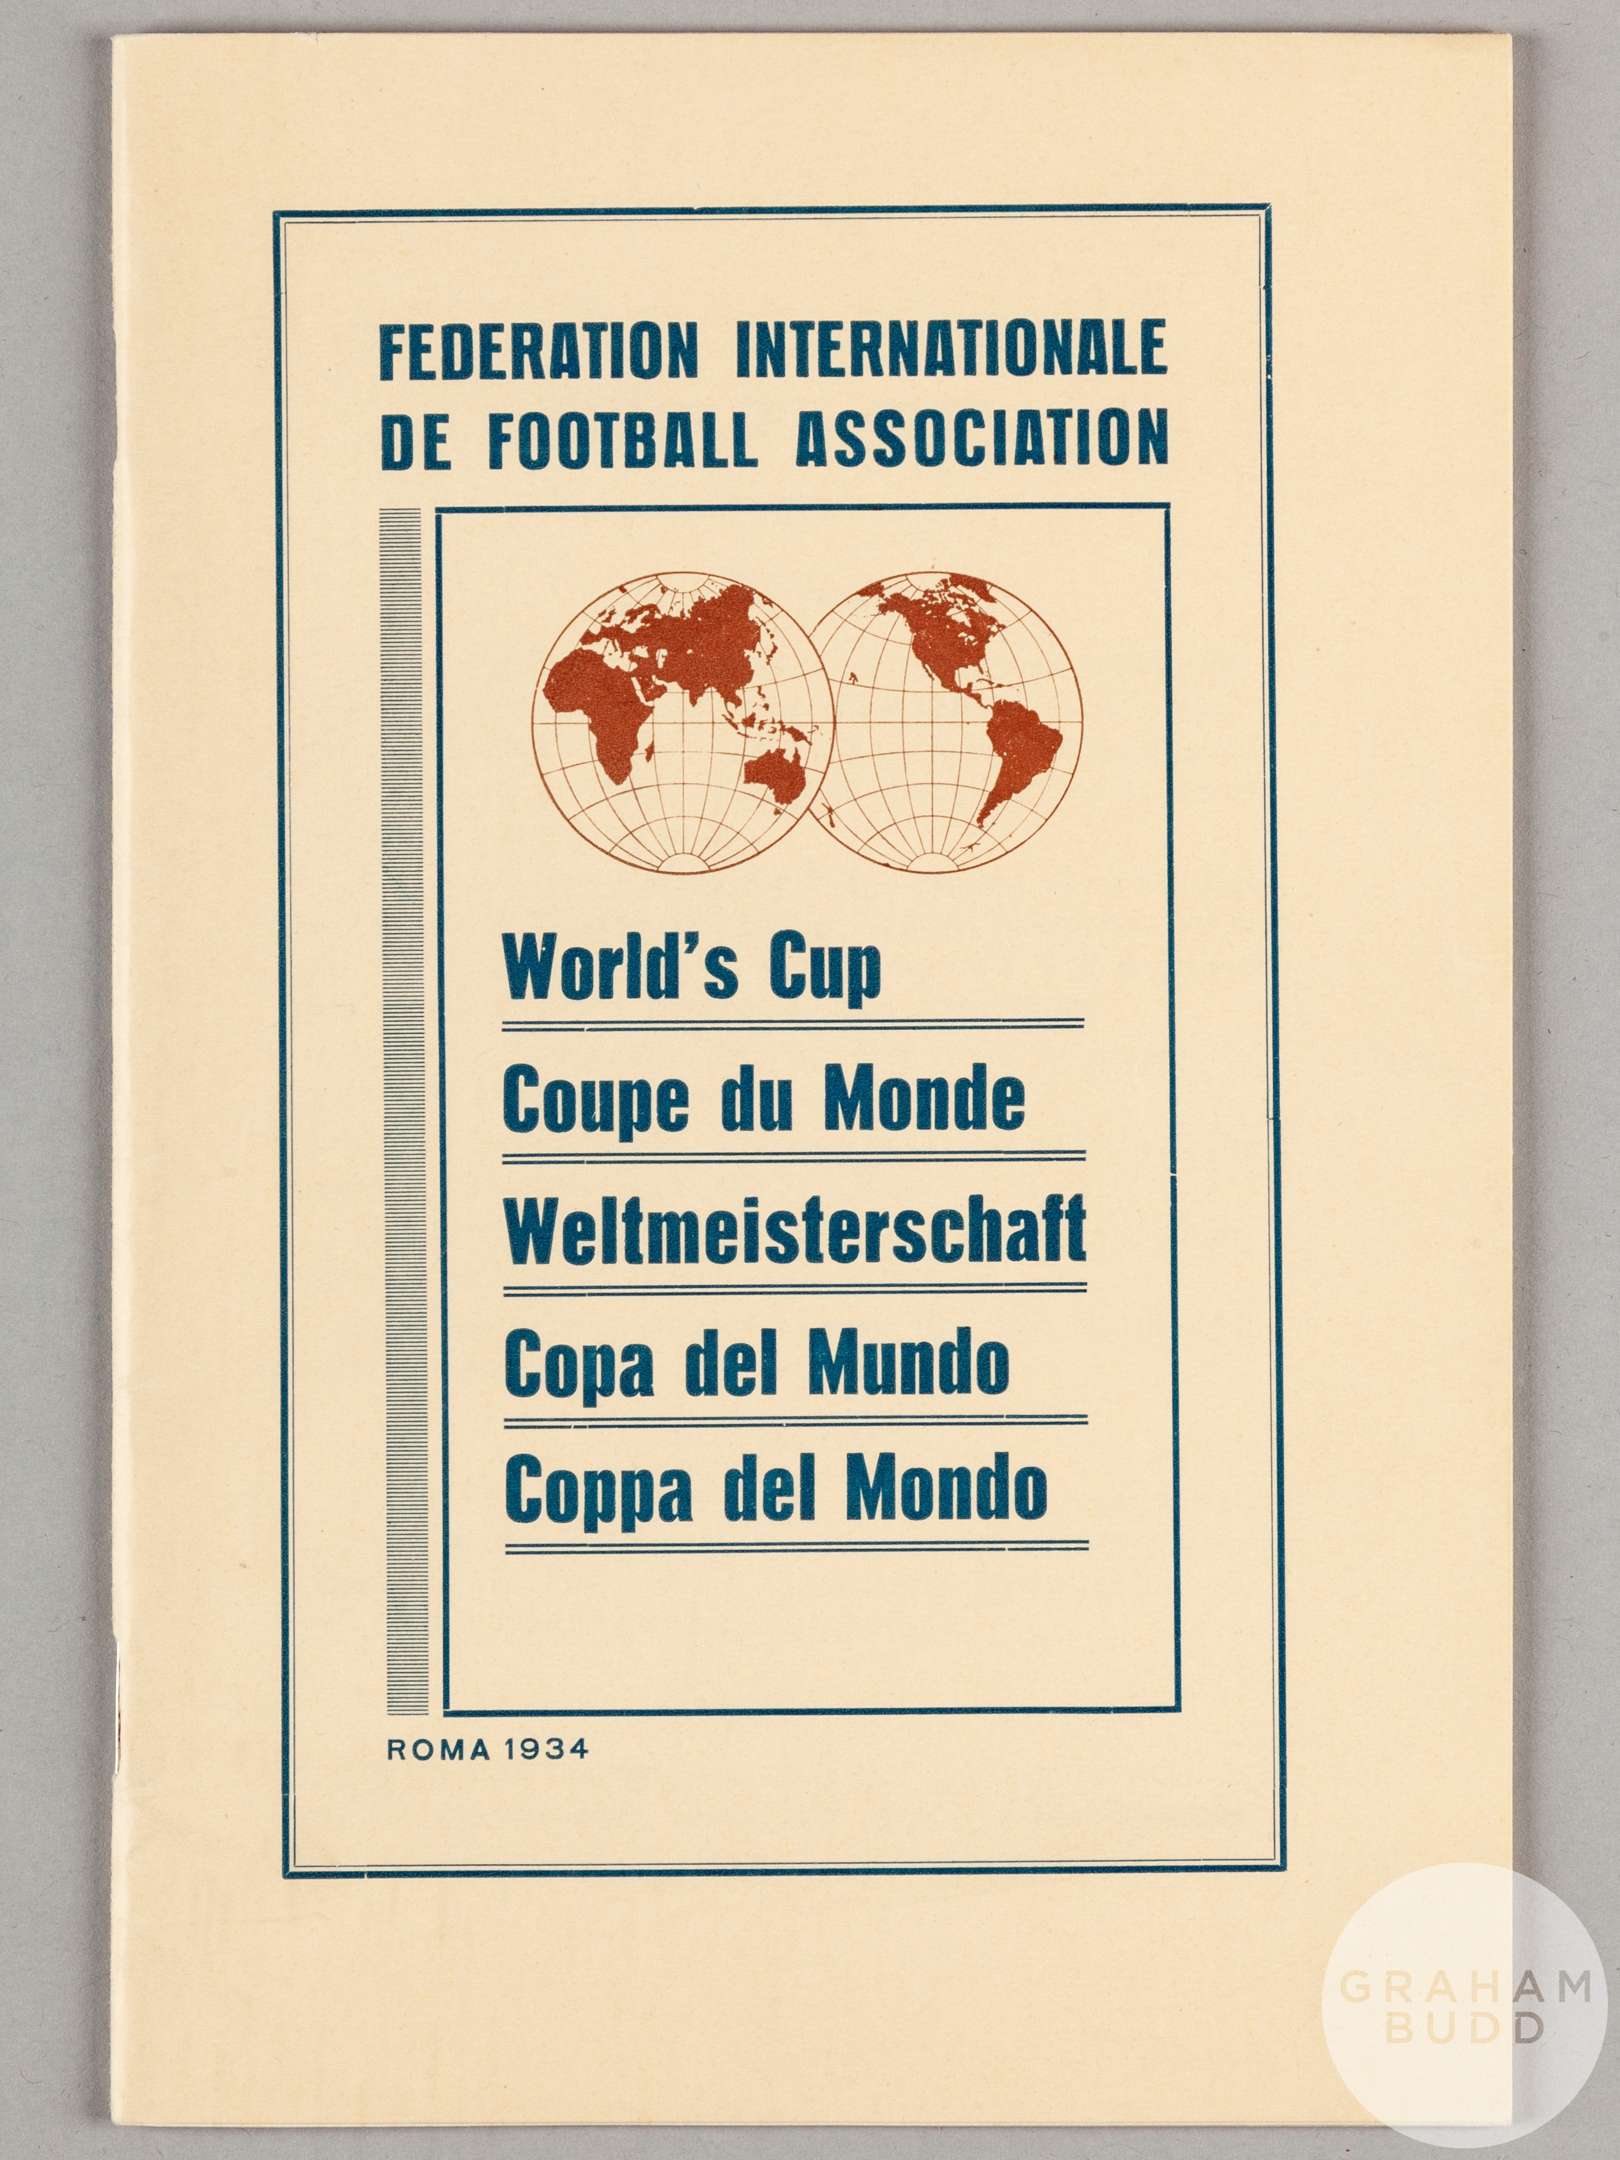 FEDERATION INTERNATIONALE
DE FOOTBALL ASSOCIATION
World's Cup
Coupe du Monde
Weltmeisterschaft
Copa del Mundo
Coppa del Mondo
ROMA 1934
GRAHAM
BUDD